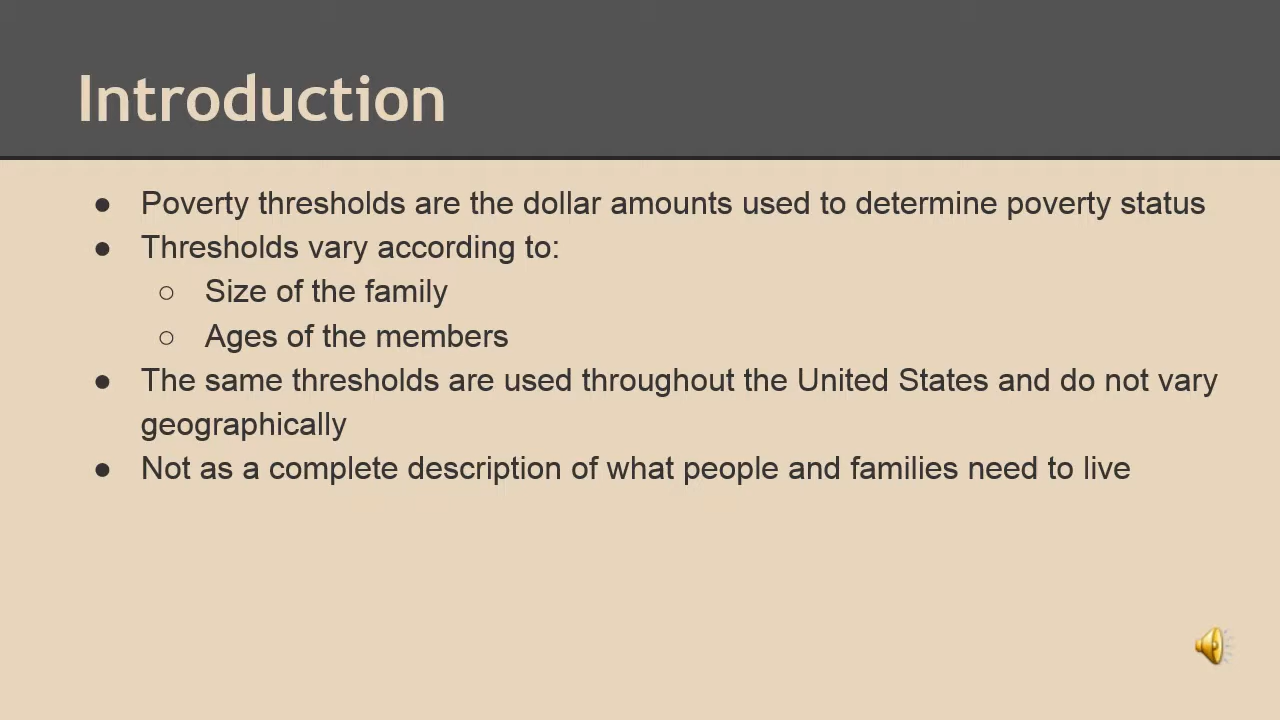 Introduction
● Poverty thresholds are the dollar amounts used to determine poverty status
● Thresholds vary according to:
○ Size of the family
○ Ages of the members
● The same thresholds are used throughout the United States and do not vary
geographically
● Not as a complete description of what people and families need to live